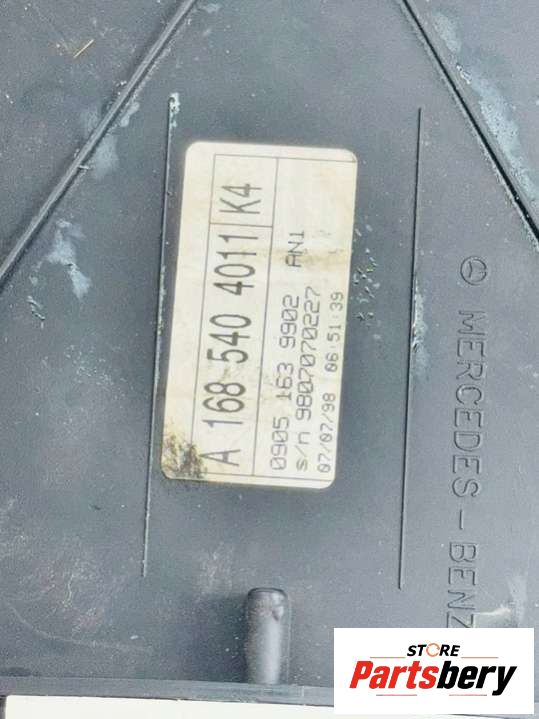 A 168 540 4011 K4
0905 163 9902 AN1
s/n 9807070227
07/07/98 06:51:39
MERCEDES-BENZ
STORE
Partsbery